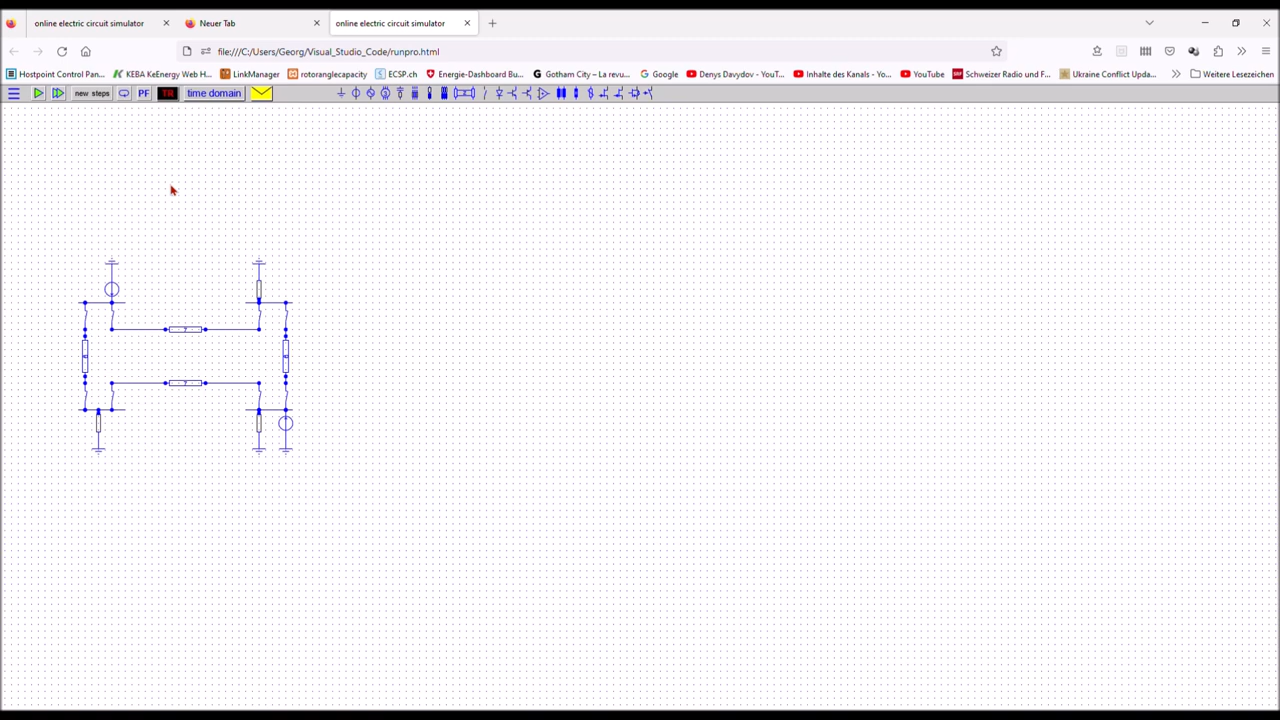 online electric circuit simulator
Neuer Tab
online electric circuit simulator
file:///C:/Users/Georg/Visual_Studio_Code/runpro.html
Hostpoint Control Pan... KEBA KeEnergy Web H... LinkManager rotoranglecapacity ECSP.ch Energie-Dashboard Bu... Gotham City – La revu... Google Denys Davydov - YouT... Inhalte des Kanals - Yo... YouTube Schweizer Radio und F... Ukraine Conflict Upda... Weitere Lesezeichen
new steps PF TR time domain